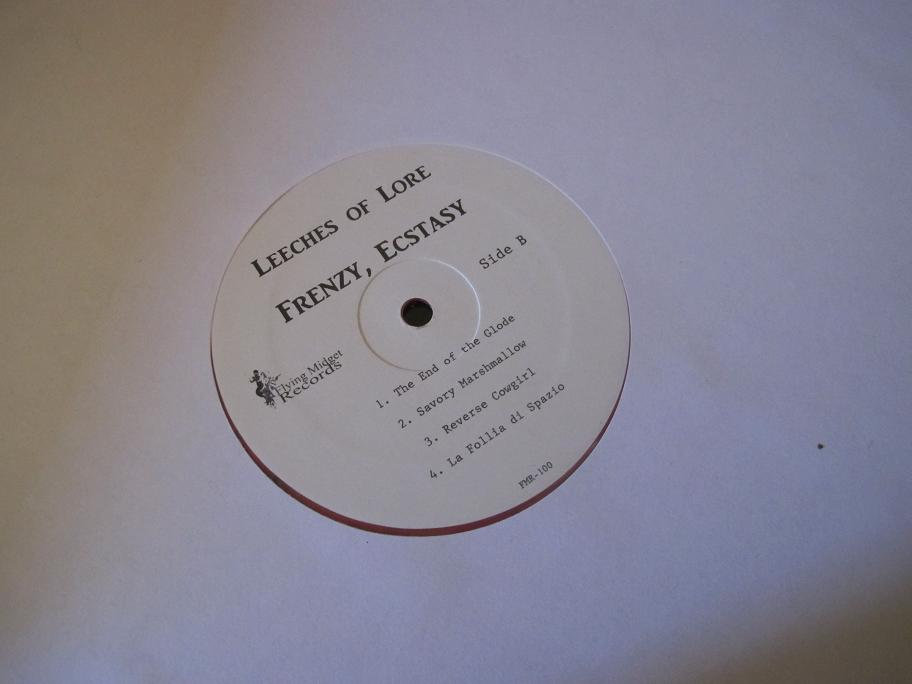 LEECHES OF LORE
FRENZY, ECSTASY
Side B
Flying Midget
Records
1. The End of the Glode
2. Savory Marshmallow
3. Reverse Cowgirl
4. La Follia di Spazio
FMR-100